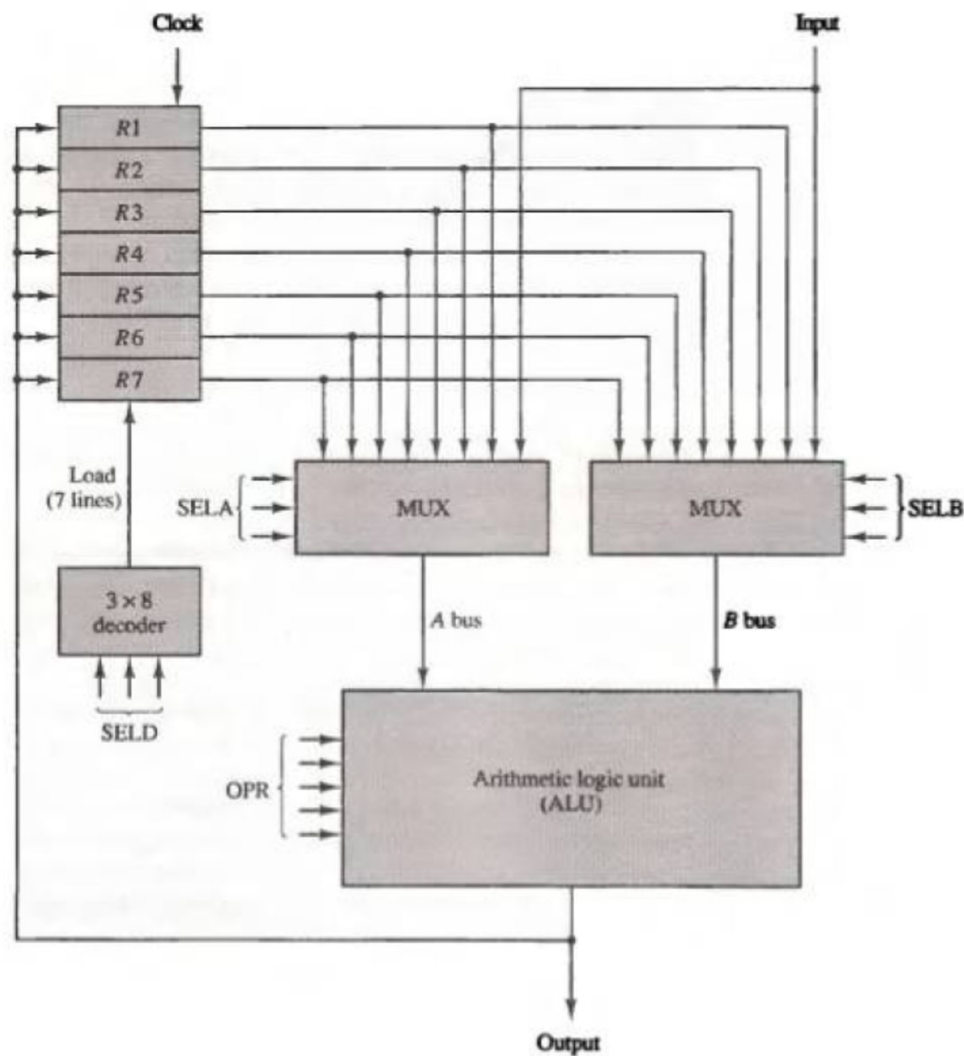 Clock
Input
R1
R2
R3
R4
R5
R6
R7
Load
(7 lines)
SELA
MUX
MUX
SELB
3 × 8
decoder
A bus
B bus
SELD
OPR
Arithmetic logic unit
(ALU)
Output